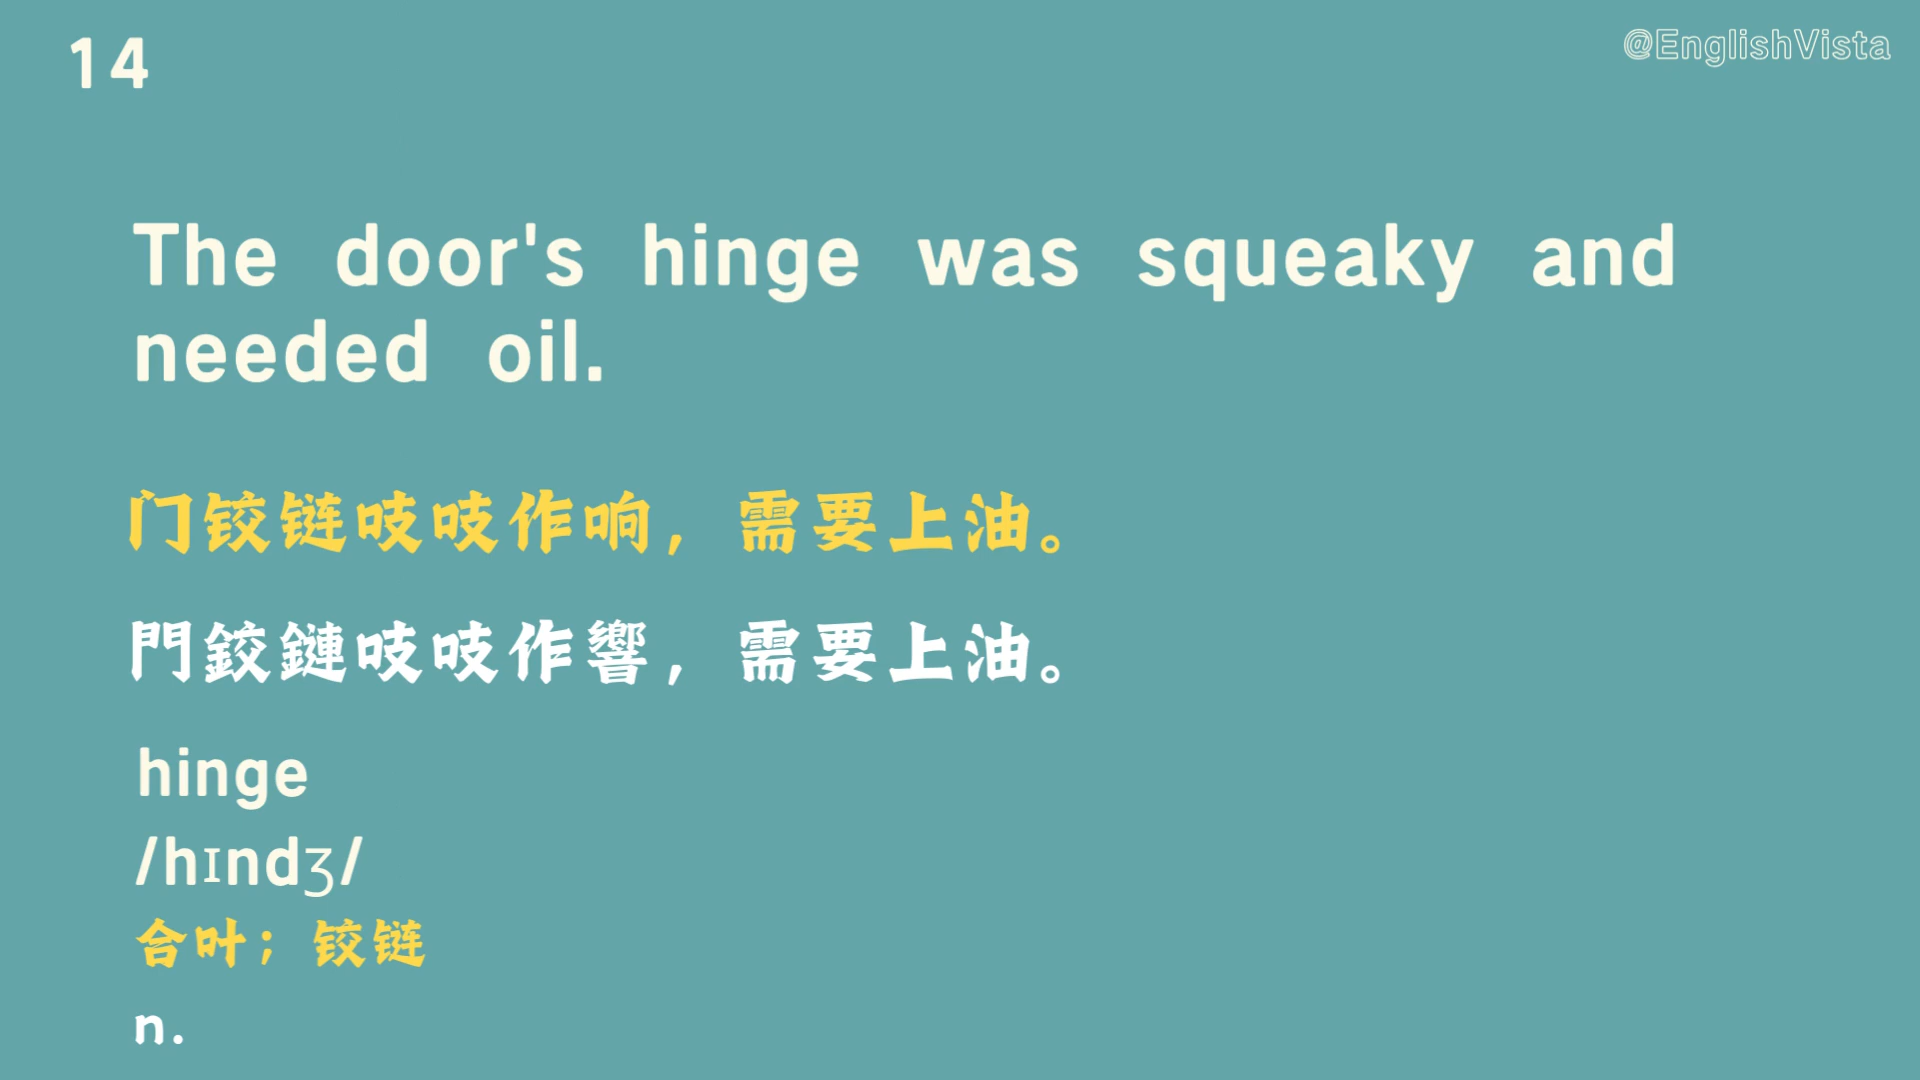 14
@EnglishVista
The door's hinge was squeaky and
needed oil.
门铰链吱吱作响，需要上油。
門鉸鏈吱吱作響，需要上油。
hinge
/hɪndʒ/
合叶；铰链
n.